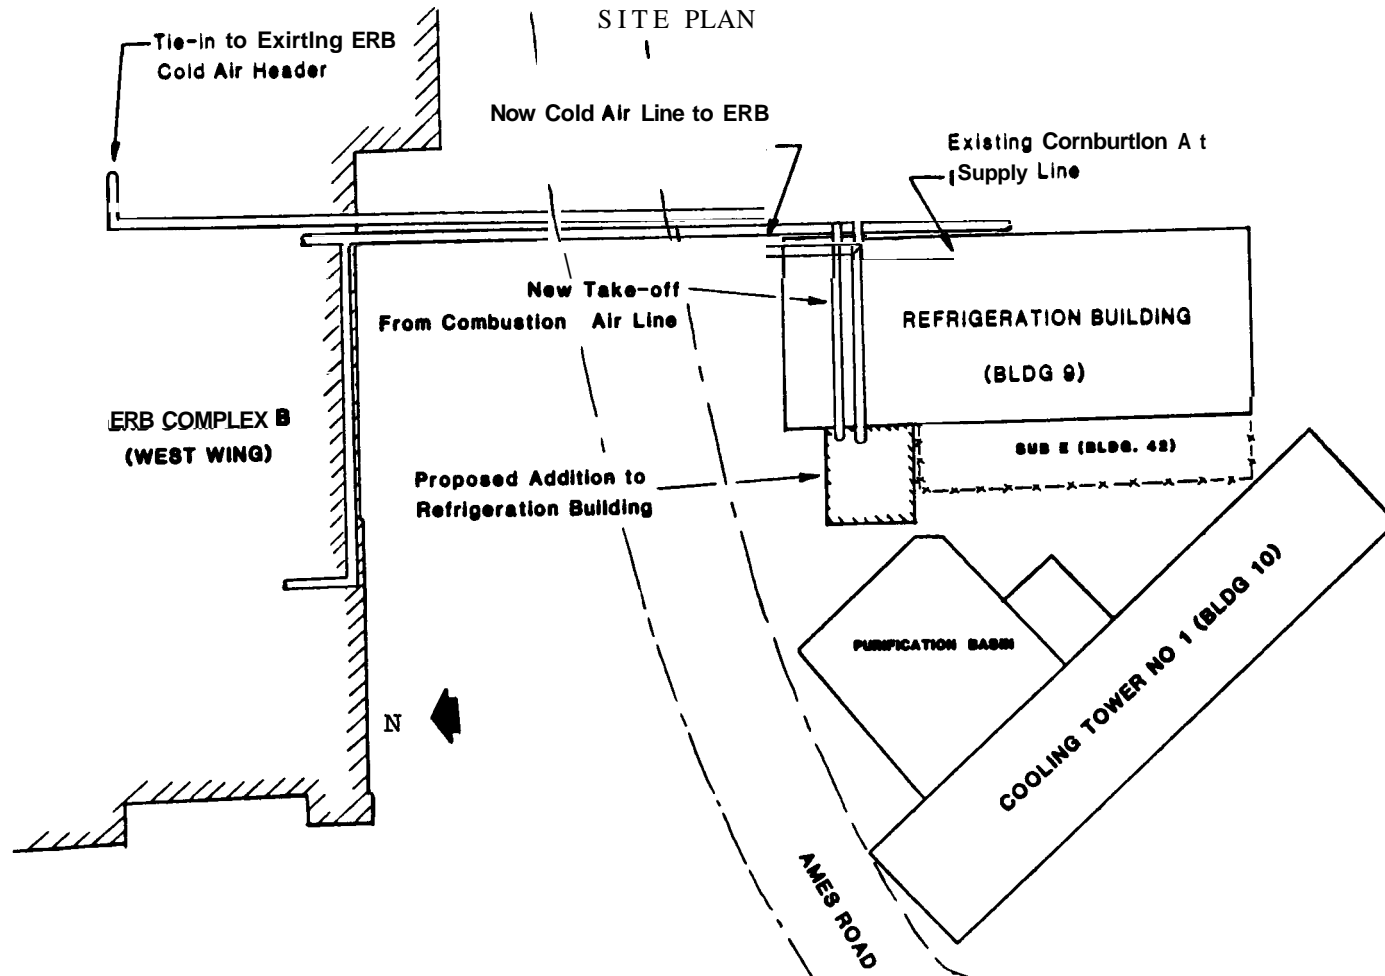 SITE PLAN
Tie-in to Exirtlng ERB
Cold Air Header
Now Cold Air Line to ERB
Existing Cornburtlon A t
Supply Line
New Take-off
From Combustion Air Line
REFRIGERATION BUILDING
(BLDG 9)
ERB COMPLEX B
(WEST WING)
SUB E (BLDG. 42)
Proposed Addition to
Refrigeration Building
PURIFICATION BASIN
COOLING TOWER NO 1 (BLDG 10)
N
AMES ROAD